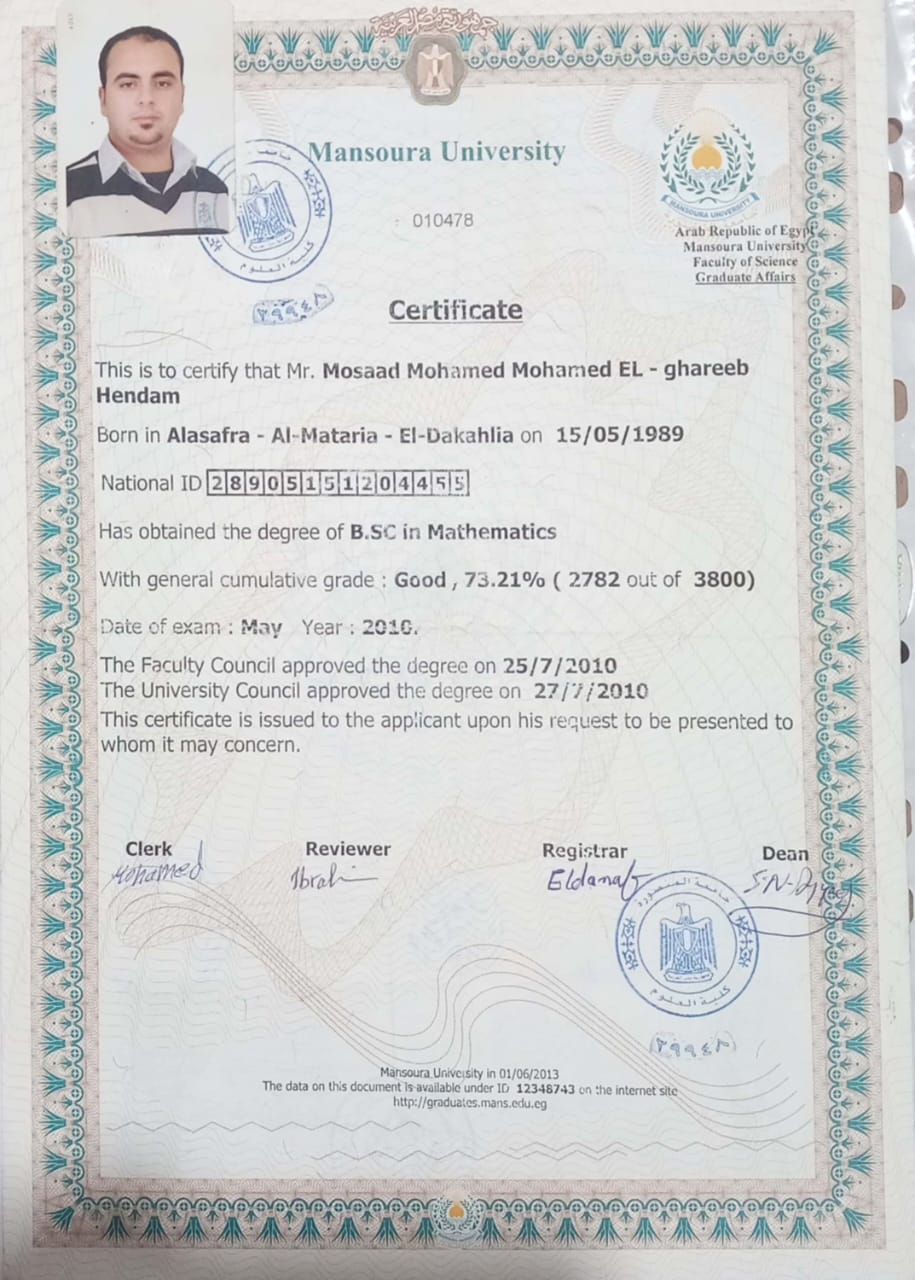 جمهورية مصر العربية
Mansoura University
010478
MANSOURA UNIVERSITY
Arab Republic of Egypt
Mansoura University
Faculty of Science
Graduate Affairs
كلية العلوم
٣٩٩٤٨
Certificate
This is to certify that Mr. Mosaad Mohamed Mohamed EL - ghareeb
Hendam
Born in Alasafra - Al-Mataria - El-Dakahlia on 15/05/1989
National ID 28905151204455
Has obtained the degree of B.SC in Mathematics
With general cumulative grade : Good , 73.21% ( 2782 out of 3800)
Date of exam : May Year : 2010.
The Faculty Council approved the degree on 25/7/2010
The University Council approved the degree on 27/7/2010
This certificate is issued to the applicant upon his request to be presented to
whom it may concern.
Clerk Reviewer Registrar Dean
Mohamed Ibrahi Eldanaf
جامعة المنصورة
كلية العلوم
٣٩٩٤٨
Mansoura University in 01/06/2013
The data on this document is available under ID 12348743 on the internet site
http://graduates.mans.edu.eg